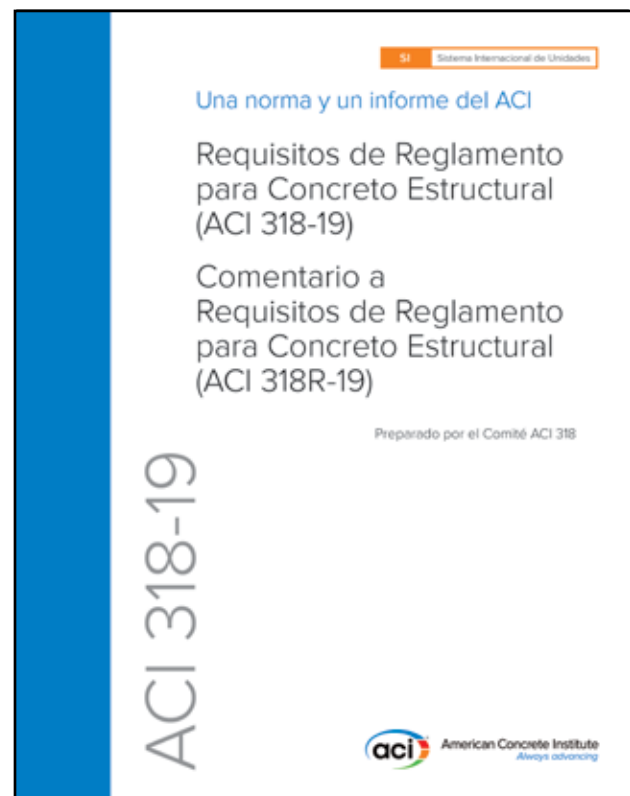 SI Sistema Internacional de Unidades
Una norma y un informe del ACI
Requisitos de Reglamento
para Concreto Estructural
(ACI 318-19)
Comentario a
Requisitos de Reglamento
para Concreto Estructural
(ACI 318R-19)
Preparado por el Comité ACI 318
ACI 318-19
aci American Concrete Institute
Always advancing